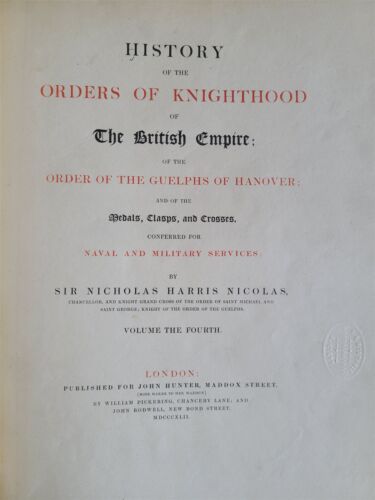 HISTORY
OF THE
ORDERS OF KNIGHTHOOD
OF
The British Empire;
OF THE
ORDER OF THE GUELPHS OF HANOVER;
AND OF THE
Medals, Clasps, and Crosses,
CONFERRED FOR
NAVAL AND MILITARY SERVICES.
BY
SIR NICHOLAS HARRIS NICOLAS,
CHANCELLOR, AND KNIGHT GRAND CROSS OF THE ORDER OF SAINT MICHAEL AND
SAINT GEORGE; KNIGHT OF THE ORDER OF THE GUELPHS.
VOLUME THE FOURTH.
LONDON:
PUBLISHED FOR JOHN HUNTER, MADDOX STREET,
BY WILLIAM PICKERING, CHANCERY LANE; AND
JOHN RODWELL, NEW BOND STREET.
MDCCCXLII.